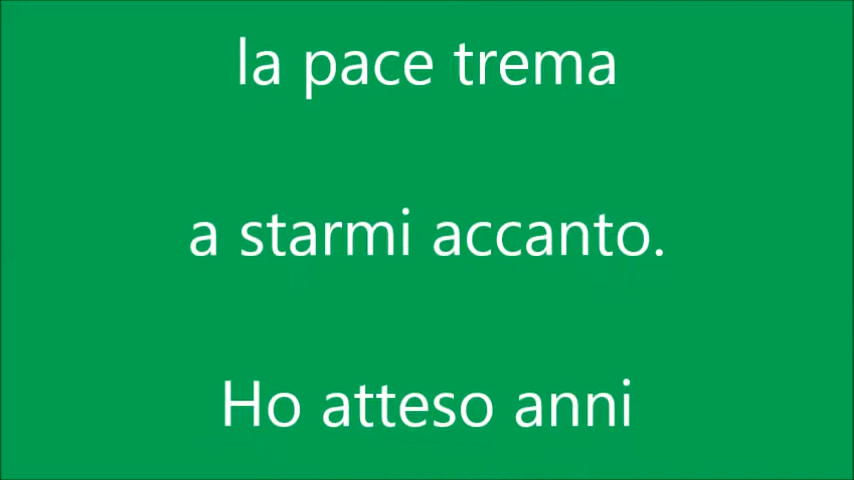 la pace trema
a starmi accanto.
Ho atteso anni